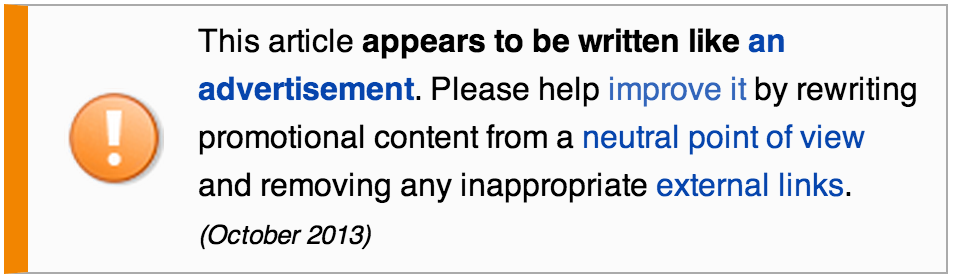 This article appears to be written like an
advertisement. Please help improve it by rewriting
promotional content from a neutral point of view
and removing any inappropriate external links.
(October 2013)